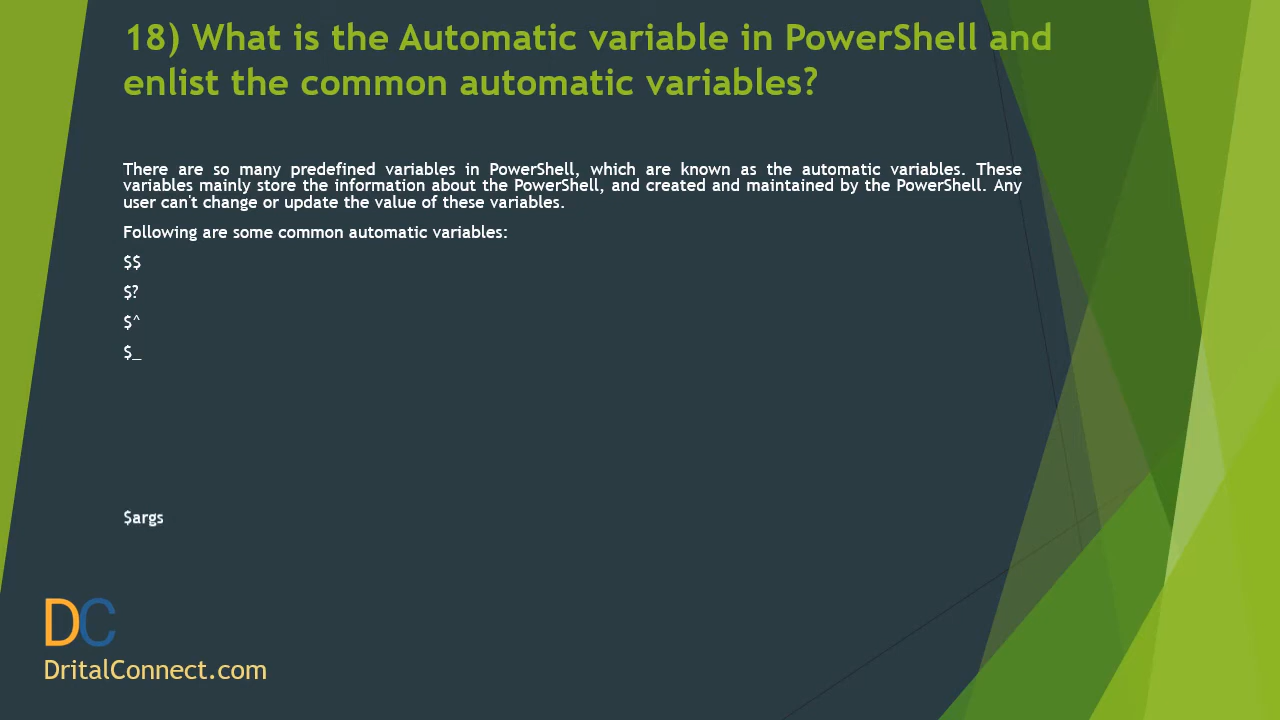 18) What is the Automatic variable in PowerShell and
enlist the common automatic variables?
There are so many predefined variables in PowerShell, which are known as the automatic variables. These
variables mainly store the information about the PowerShell, and created and maintained by the PowerShell. Any
user can't change or update the value of these variables.
Following are some common automatic variables:
$$
$?
$^
$_
$args
DC
DritalConnect.com